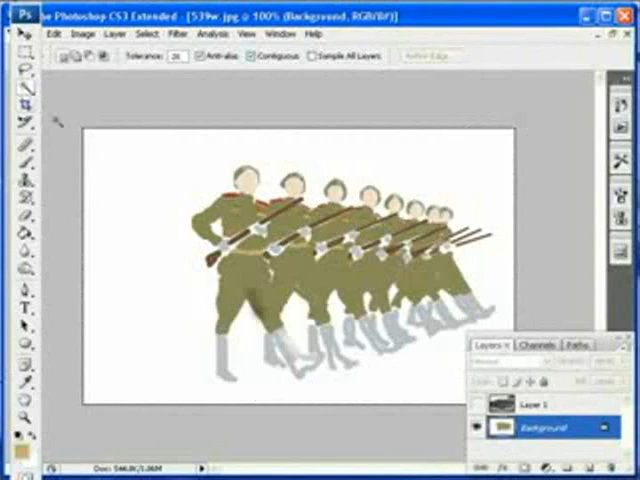 Ps
Photoshop CS3 Extended - [539w.jpg @ 100% (Background, RGB/8#)]
Edit Image Layer Select Filter Analysis View Window Help
Tolerance: Anti-alias Contiguous Sample All Layers Refine Edge...
T
Layers × Channels Paths
Layer 1
Background